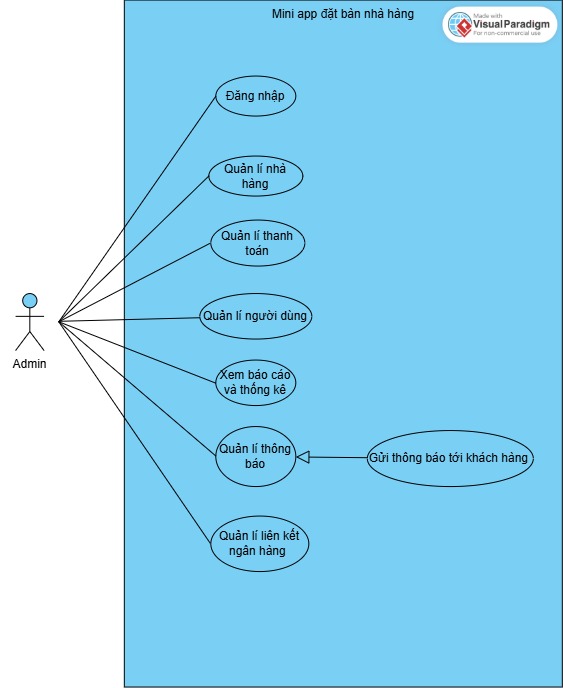 Mini app đặt bàn nhà hàng
Made with
VisualParadigm
For non-commercial use
Đăng nhập
Quản lí nhà
hàng
Quản lí thanh
toán
Quản lí người dùng
Admin
Xem báo cáo
và thống kê
Quản lí thông
báo
Gửi thông báo tới khách hàng
Quản lí liên kết
ngân hàng